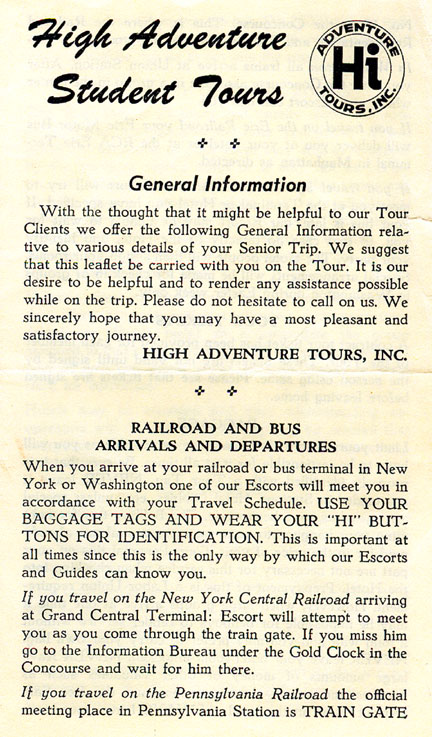 High Adventure
Student Tours
ADVENTURE
Hi
TOURS, INC.
General Information
With the thought that it might be helpful to our Tour
Clients we offer the following General Information rela-
tive to various details of your Senior Trip. We suggest
that this leaflet be carried with you on the Tour. It is our
desire to be helpful and to render any assistance possible
while on the trip. Please do not hesitate to call on us. We
sincerely hope that you may have a most pleasant and
satisfactory journey.
HIGH ADVENTURE TOURS, INC.
RAILROAD AND BUS
ARRIVALS AND DEPARTURES
When you arrive at your railroad or bus terminal in New
York or Washington one of our Escorts will meet you in
accordance with your Travel Schedule. USE YOUR
BAGGAGE TAGS AND WEAR YOUR "HI" BUT-
TONS FOR IDENTIFICATION. This is important at
all times since this is the only way by which our Escorts
and Guides can know you.
If you travel on the New York Central Railroad arriving
at Grand Central Terminal: Escort will attempt to meet
you as you come through the train gate. If you miss him
go to the Information Bureau under the Gold Clock in the
Concourse and wait for him there.
If you travel on the Pennsylvania Railroad the official
meeting place in Pennsylvania Station is TRAIN GATE